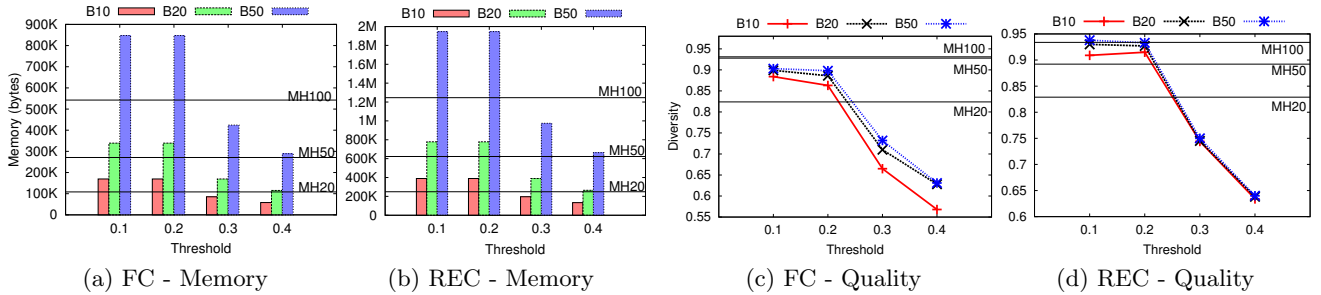 B10 B20 B50
900K
800K
700K
600K
500K
400K
300K
200K
100K
0
Memory (bytes)
MH100
MH50
MH20
0.1 0.2 0.3 0.4
Threshold
(a) FC - Memory
B10 B20 B50
2M
1.8M
1.6M
1.4M
1.2M
1M
800K
600K
400K
200K
0
MH100
MH50
MH20
0.1 0.2 0.3 0.4
Threshold
(b) REC - Memory
B10 B20 B50
0.95
0.9
0.85
0.8
0.75
0.7
0.65
0.6
0.55
Diversity
MH100
MH50
MH20
0.1 0.2 0.3 0.4
Threshold
(c) FC - Quality
B10 B20 B50
0.95
0.9
0.85
0.8
0.75
0.7
0.65
0.6
MH100
MH50
MH20
0.1 0.2 0.3 0.4
Threshold
(d) REC - Quality